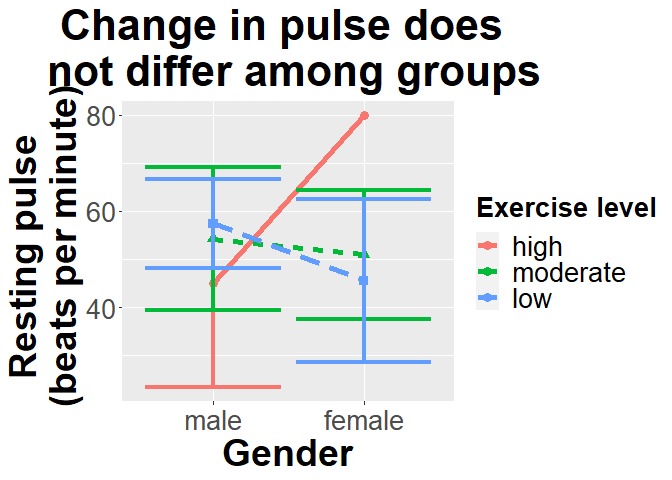 Change in pulse does
not differ among groups
Resting pulse
(beats per minute)
80
60
40
male female
Gender
Exercise level
high
moderate
low